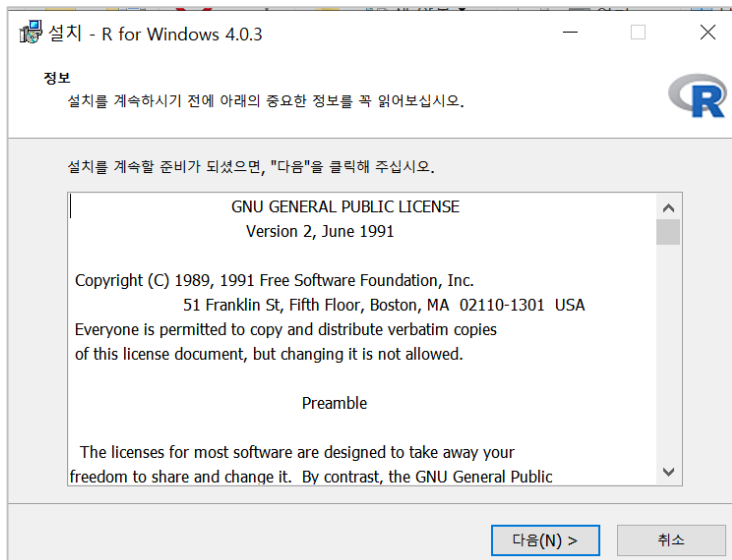 설치 - R for Windows 4.0.3
정보
설치를 계속하시기 전에 아래의 중요한 정보를 꼭 읽어보십시오.
R
설치를 계속할 준비가 되셨으면, "다음"을 클릭해 주십시오.
GNU GENERAL PUBLIC LICENSE
Version 2, June 1991
Copyright (C) 1989, 1991 Free Software Foundation, Inc.
51 Franklin St, Fifth Floor, Boston, MA 02110-1301 USA
Everyone is permitted to copy and distribute verbatim copies
of this license document, but changing it is not allowed.
Preamble
The licenses for most software are designed to take away your
freedom to share and change it. By contrast, the GNU General Public
다음(N) >
취소